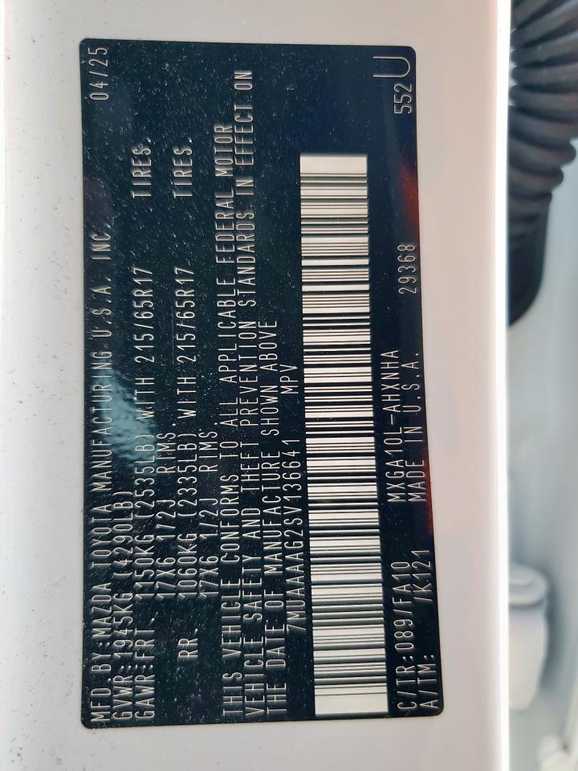 MFD BY:MAZDA TOYOTA MANUFACTURING U.S.A. INC. 04/25
GVWR:1945KG (4290LB)
GAWR:FRT 1150KG (2535LB) WITH 215/65R17 TIRES.
17X6 1/2J RIMS.
RR 1060KG (2335LB) WITH 215/65R17 TIRES.
17X6 1/2J RIMS
THIS VEHICLE CONFORMS TO ALL APPLICABLE FEDERAL MOTOR
VEHICLE SAFETY AND THEFT PREVENTION STANDARDS IN EFFECT ON
THE DATE OF MANUFACTURE SHOWN ABOVE
7MUAAAAG2SV136641 MPV
C/TR:089/FA10 MXGA10L-AHXNHA 29368 552 U
A/TM: /K121 MADE IN U.S.A.